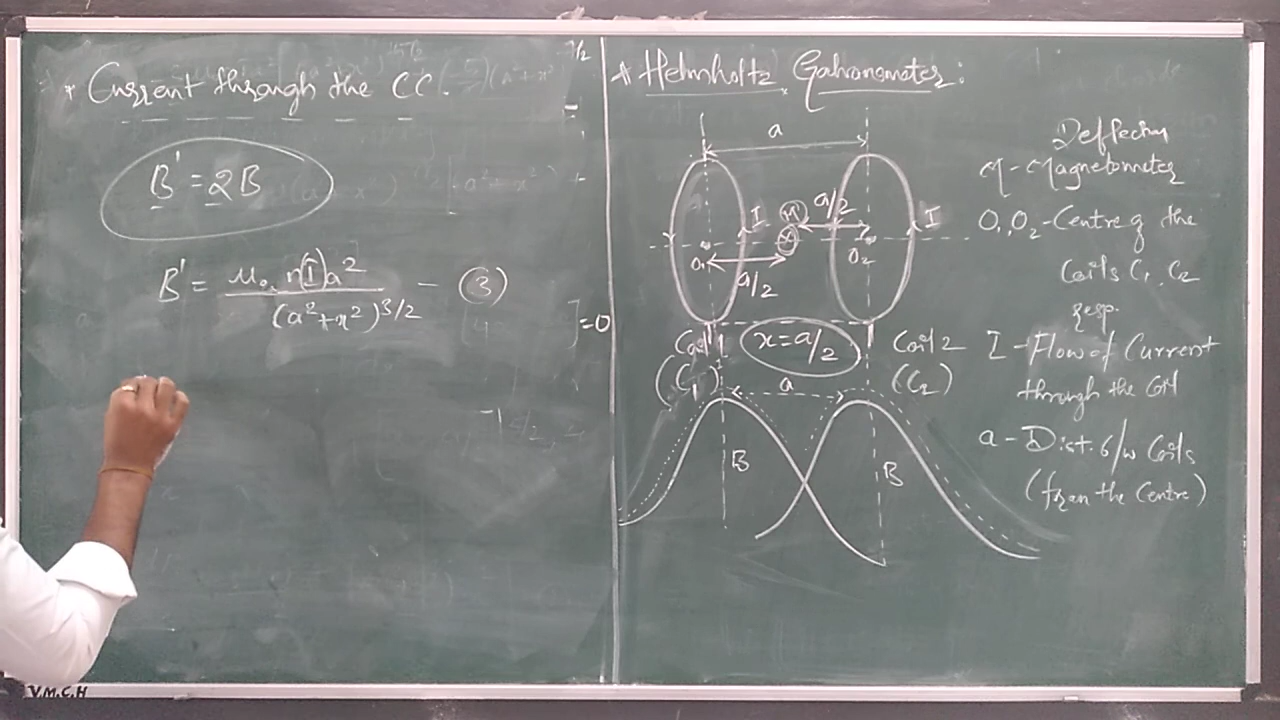 * Current through the CC.
B' = 2B
B' = μ₀ n I a² / (a²+x²)^3/2 - (3)
=0
* Helmholtz Galvanometer:
a
I
M
a/2
I
O₁
O₂
a/2
Coil 1
x = a/2
Coil 2
(C₁)
a
(C₂)
B
B
Deflection
M - Magnetometer
O₁, O₂ - Centre of the
Coils C₁, C₂
resp.
I - Flow of Current
through the Coil
a - Dist. b/w Coils
(from the Centre)
V.M.C.H